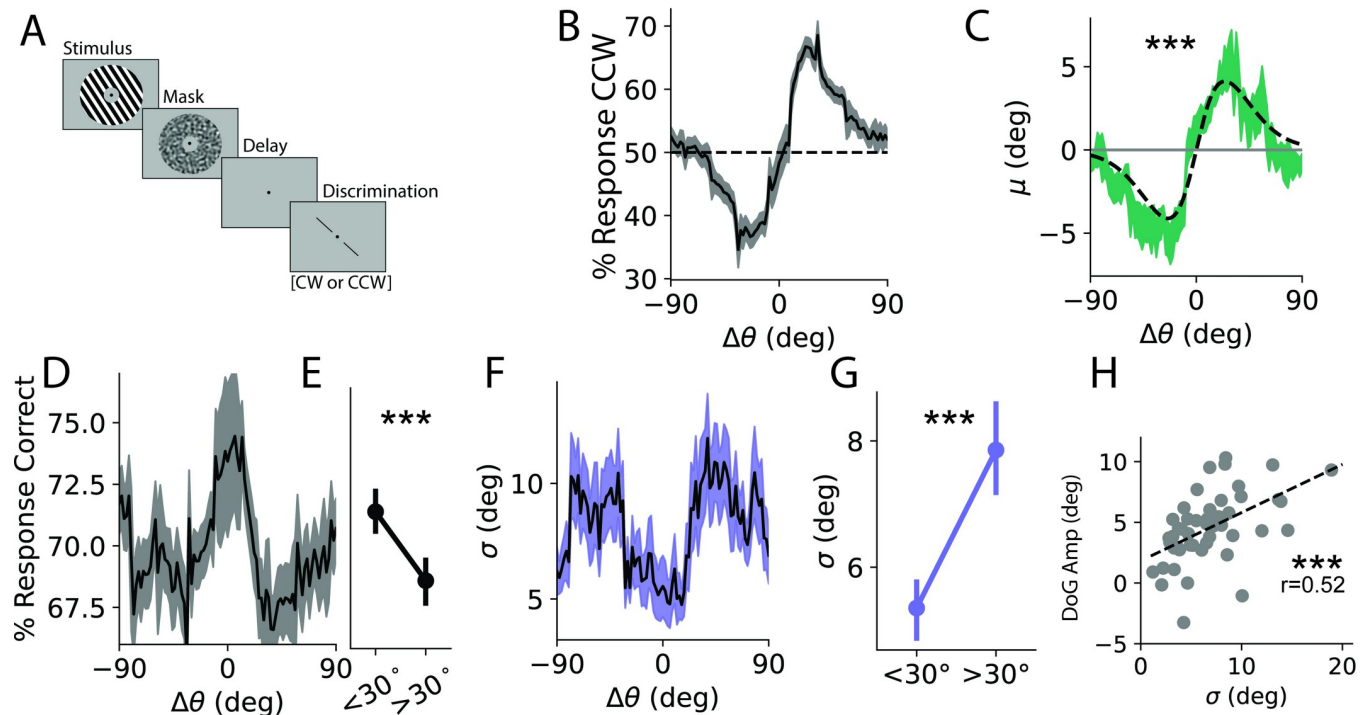 A
Stimulus
Mask
Delay
Discrimination
[CW or CCW]
B
% Response CCW
70
60
50
40
30
−90
0
90
Δθ (deg)
C
***
μ (deg)
5
0
−5
−90
0
90
Δθ (deg)
D
% Response Correct
75.0
72.5
70.0
67.5
−90
0
90
Δθ (deg)
E
***
<30°
>30°
F
σ (deg)
10
5
−90
0
90
Δθ (deg)
G
***
σ (deg)
8
6
<30° >30°
H
DoG Amp (deg)
10
5
0
−5
***
r=0.52
0
10
20
σ (deg)